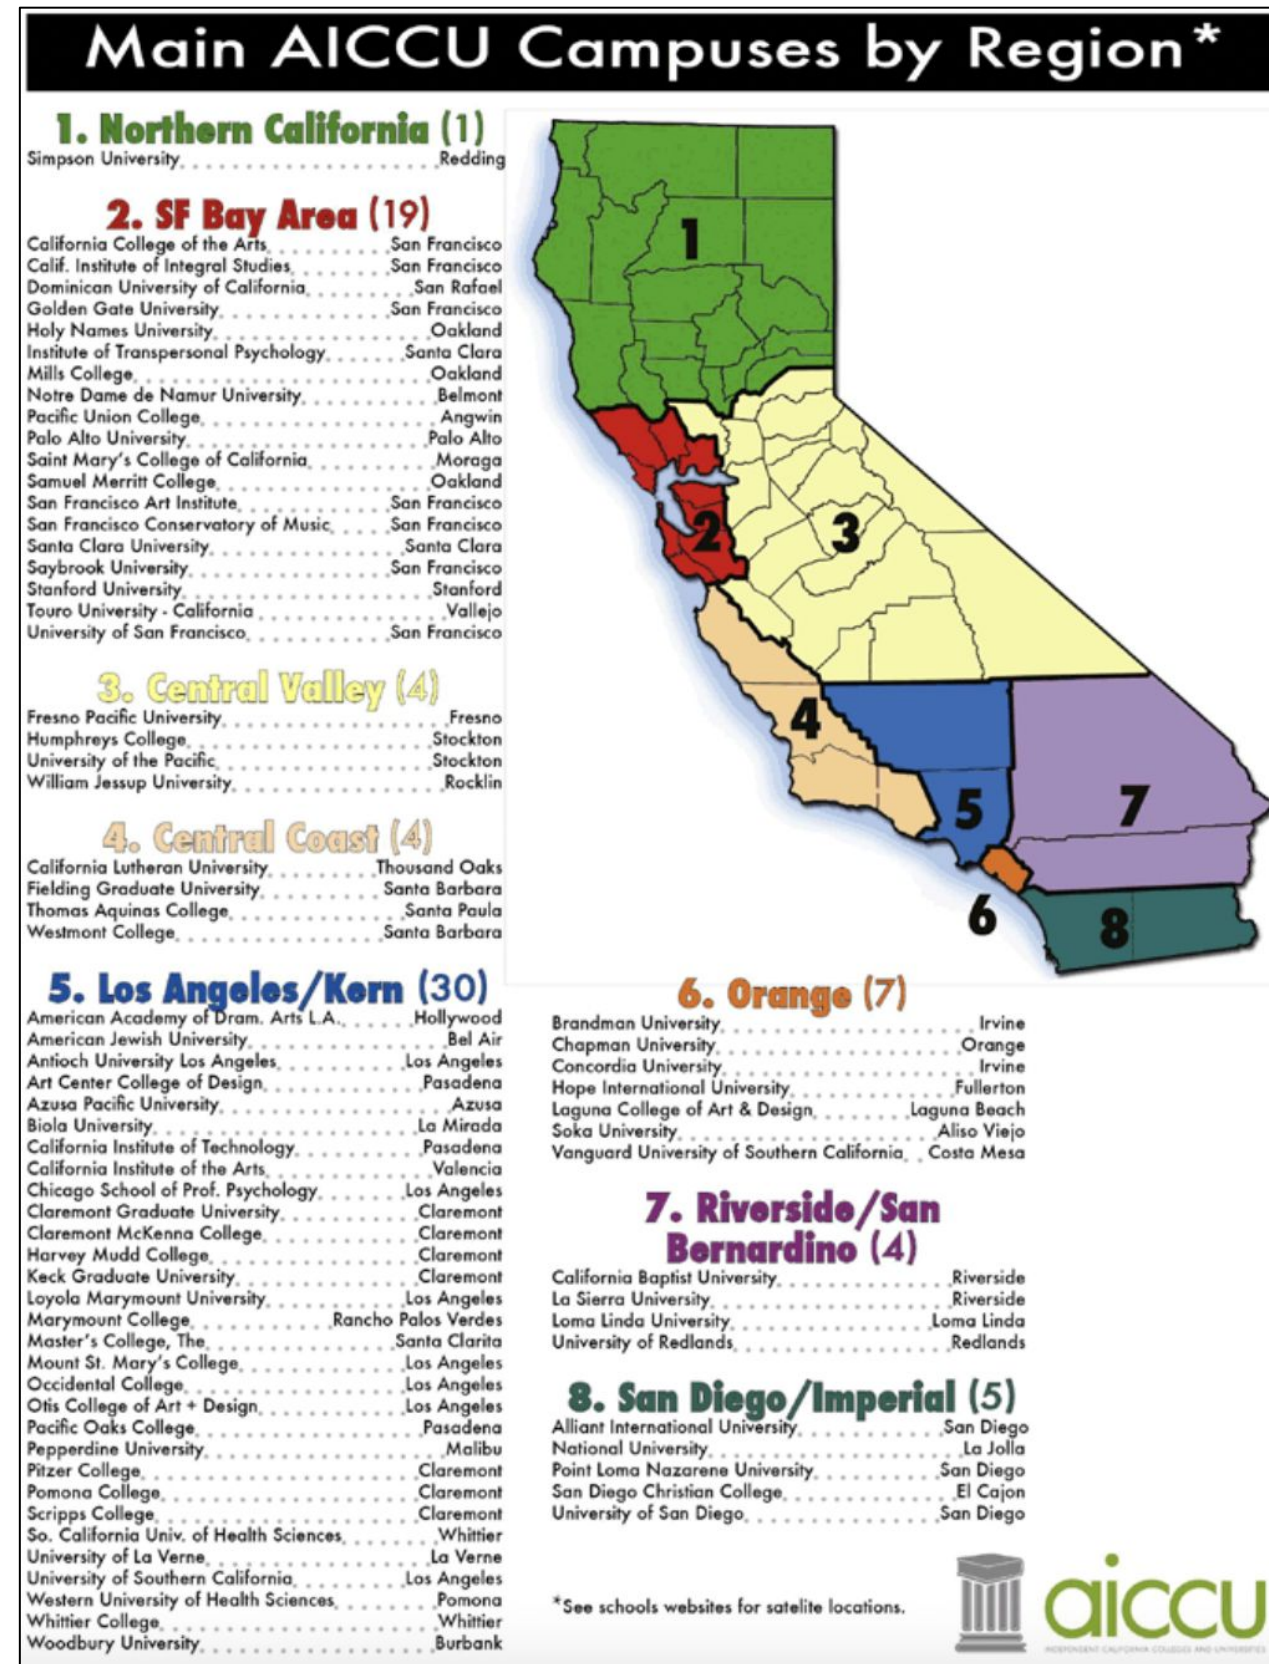 Main AICCU Campuses by Region*
1. Northern California (1)
Simpson University Redding
2. SF Bay Area (19)
California College of the Arts San Francisco
Calif. Institute of Integral Studies San Francisco
Dominican University of California San Rafael
Golden Gate University San Francisco
Holy Names University Oakland
Institute of Transpersonal Psychology Santa Clara
Mills College Oakland
Notre Dame de Namur University Belmont
Pacific Union College Angwin
Palo Alto University Palo Alto
Saint Mary's College of California Moraga
Samuel Merritt College Oakland
San Francisco Art Institute San Francisco
San Francisco Conservatory of Music San Francisco
Santa Clara University Santa Clara
Saybrook University San Francisco
Stanford University Stanford
Touro University - California Vallejo
University of San Francisco San Francisco
3. Central Valley (4)
Fresno Pacific University Fresno
Humphreys College Stockton
University of the Pacific Stockton
William Jessup University Rocklin
4. Central Coast (4)
California Lutheran University Thousand Oaks
Fielding Graduate University Santa Barbara
Thomas Aquinas College Santa Paula
Westmont College Santa Barbara
5. Los Angeles/Kern (30)
American Academy of Dram. Arts L.A. Hollywood
American Jewish University Bel Air
Antioch University Los Angeles Los Angeles
Art Center College of Design Pasadena
Azusa Pacific University Azusa
Biola University La Mirada
California Institute of Technology Pasadena
California Institute of the Arts Valencia
Chicago School of Prof. Psychology Los Angeles
Claremont Graduate University Claremont
Claremont McKenna College Claremont
Harvey Mudd College Claremont
Keck Graduate University Claremont
Loyola Marymount University Los Angeles
Marymount College Rancho Palos Verdes
Master's College, The Santa Clarita
Mount St. Mary's College Los Angeles
Occidental College Los Angeles
Otis College of Art + Design Los Angeles
Pacific Oaks College Pasadena
Pepperdine University Malibu
Pitzer College Claremont
Pomona College Claremont
Scripps College Claremont
So. California Univ. of Health Sciences Whittier
University of La Verne La Verne
University of Southern California Los Angeles
Western University of Health Sciences Pomona
Whittier College Whittier
Woodbury University Burbank
1
2
3
4
5
7
6
8
6. Orange (7)
Brandman University Irvine
Chapman University Orange
Concordia University Irvine
Hope International University Fullerton
Laguna College of Art & Design Laguna Beach
Soka University Aliso Viejo
Vanguard University of Southern California Costa Mesa
7. Riverside/San
Bernardino (4)
California Baptist University Riverside
La Sierra University Riverside
Loma Linda University Loma Linda
University of Redlands Redlands
8. San Diego/Imperial (5)
Alliant International University San Diego
National University La Jolla
Point Loma Nazarene University San Diego
San Diego Christian College El Cajon
University of San Diego San Diego
*See schools websites for satelite locations.
aiccu
INDEPENDENT CALIFORNIA COLLEGES AND UNIVERSITIES